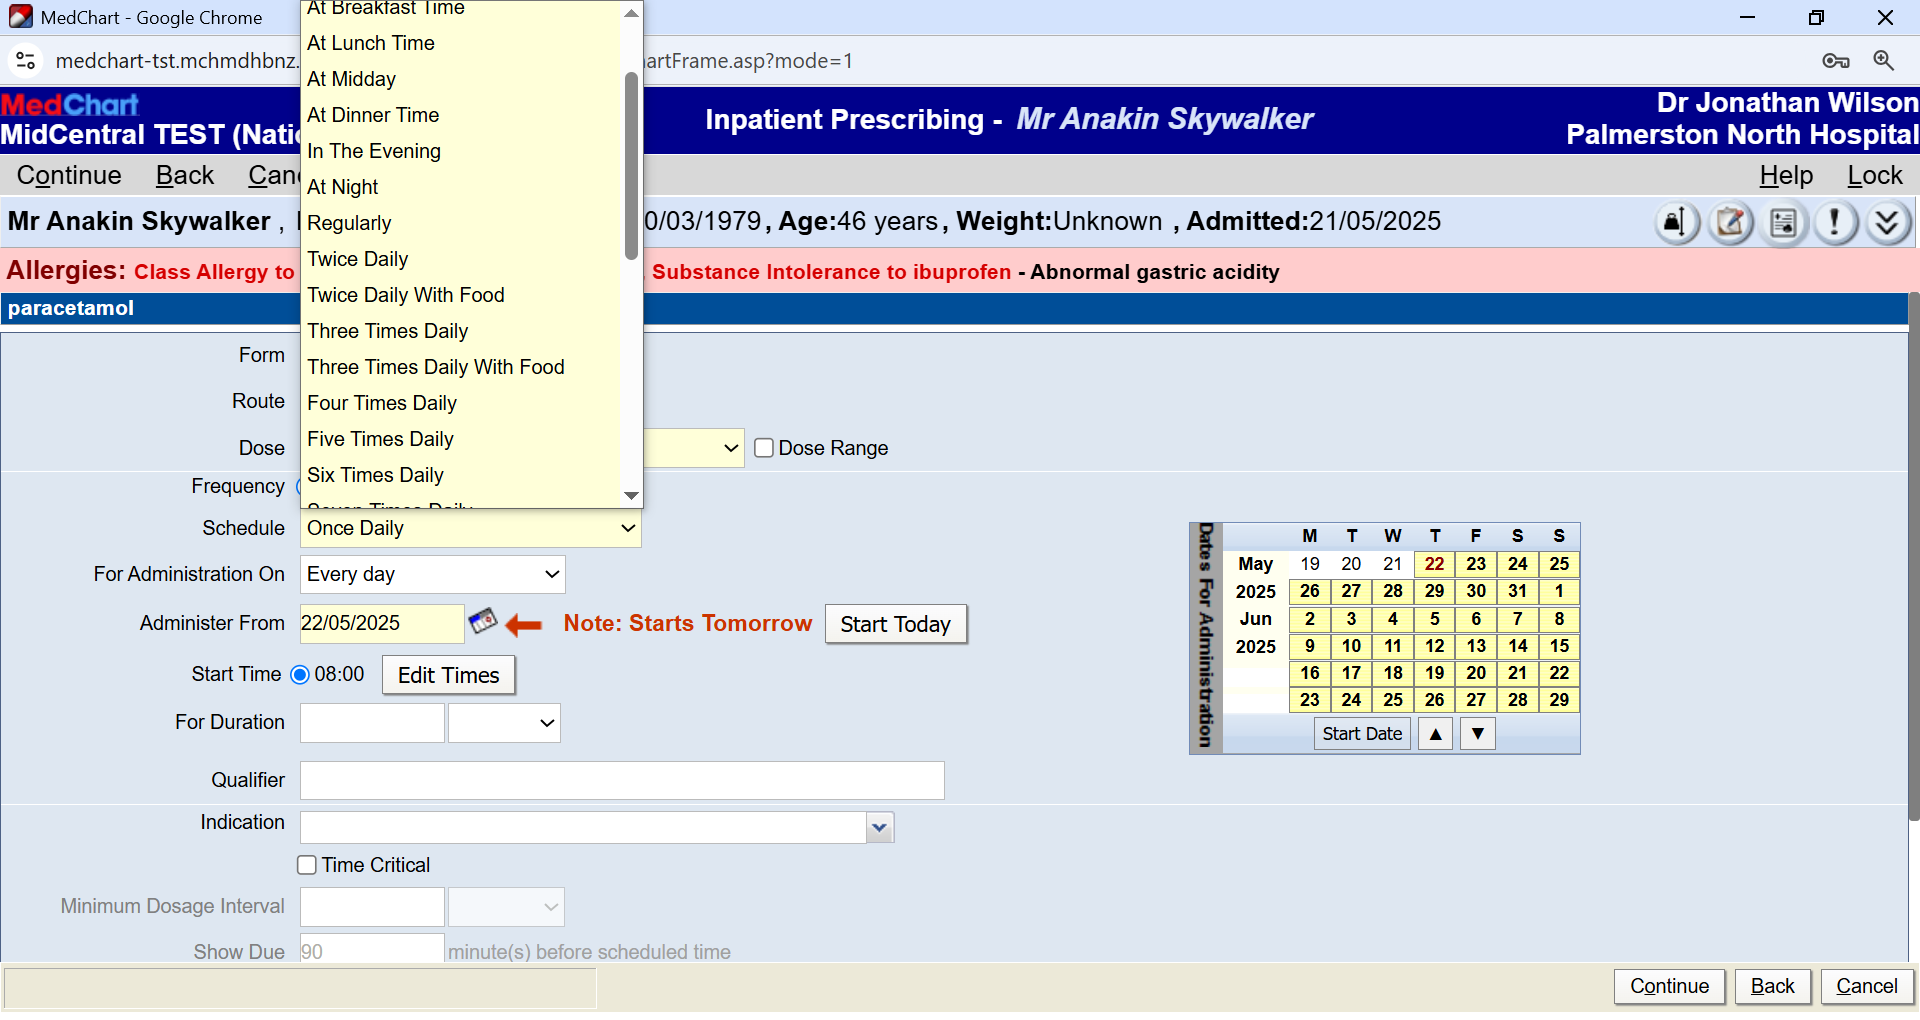 MedChart - Google Chrome
medchart-tst.mchmdhbnz.
artFrame.asp?mode=1
MedChart
MidCentral TEST (Natio
Inpatient Prescribing - Mr Anakin Skywalker
Dr Jonathan Wilson
Palmerston North Hospital
Continue Back Canc
Help Lock
Mr Anakin Skywalker ,
0/03/1979, Age:46 years, Weight:Unknown , Admitted:21/05/2025
Allergies: Class Allergy to
Substance Intolerance to ibuprofen - Abnormal gastric acidity
paracetamol
At Breakfast Time
At Lunch Time
At Midday
At Dinner Time
In The Evening
At Night
Regularly
Twice Daily
Twice Daily With Food
Three Times Daily
Three Times Daily With Food
Four Times Daily
Five Times Daily
Six Times Daily
Seven Times Daily
Form
Route
Dose
Dose Range
Frequency
Schedule Once Daily
For Administration On Every day
Administer From 22/05/2025 Note: Starts Tomorrow Start Today
Start Time 08:00 Edit Times
For Duration
Qualifier
Indication
Time Critical
Minimum Dosage Interval
Show Due 90 minute(s) before scheduled time
Dates For Administration
M T W T F S S
May 19 20 21 22 23 24 25
2025 26 27 28 29 30 31 1
Jun 2 3 4 5 6 7 8
2025 9 10 11 12 13 14 15
16 17 18 19 20 21 22
23 24 25 26 27 28 29
Start Date ▲ ▼
Continue Back Cancel